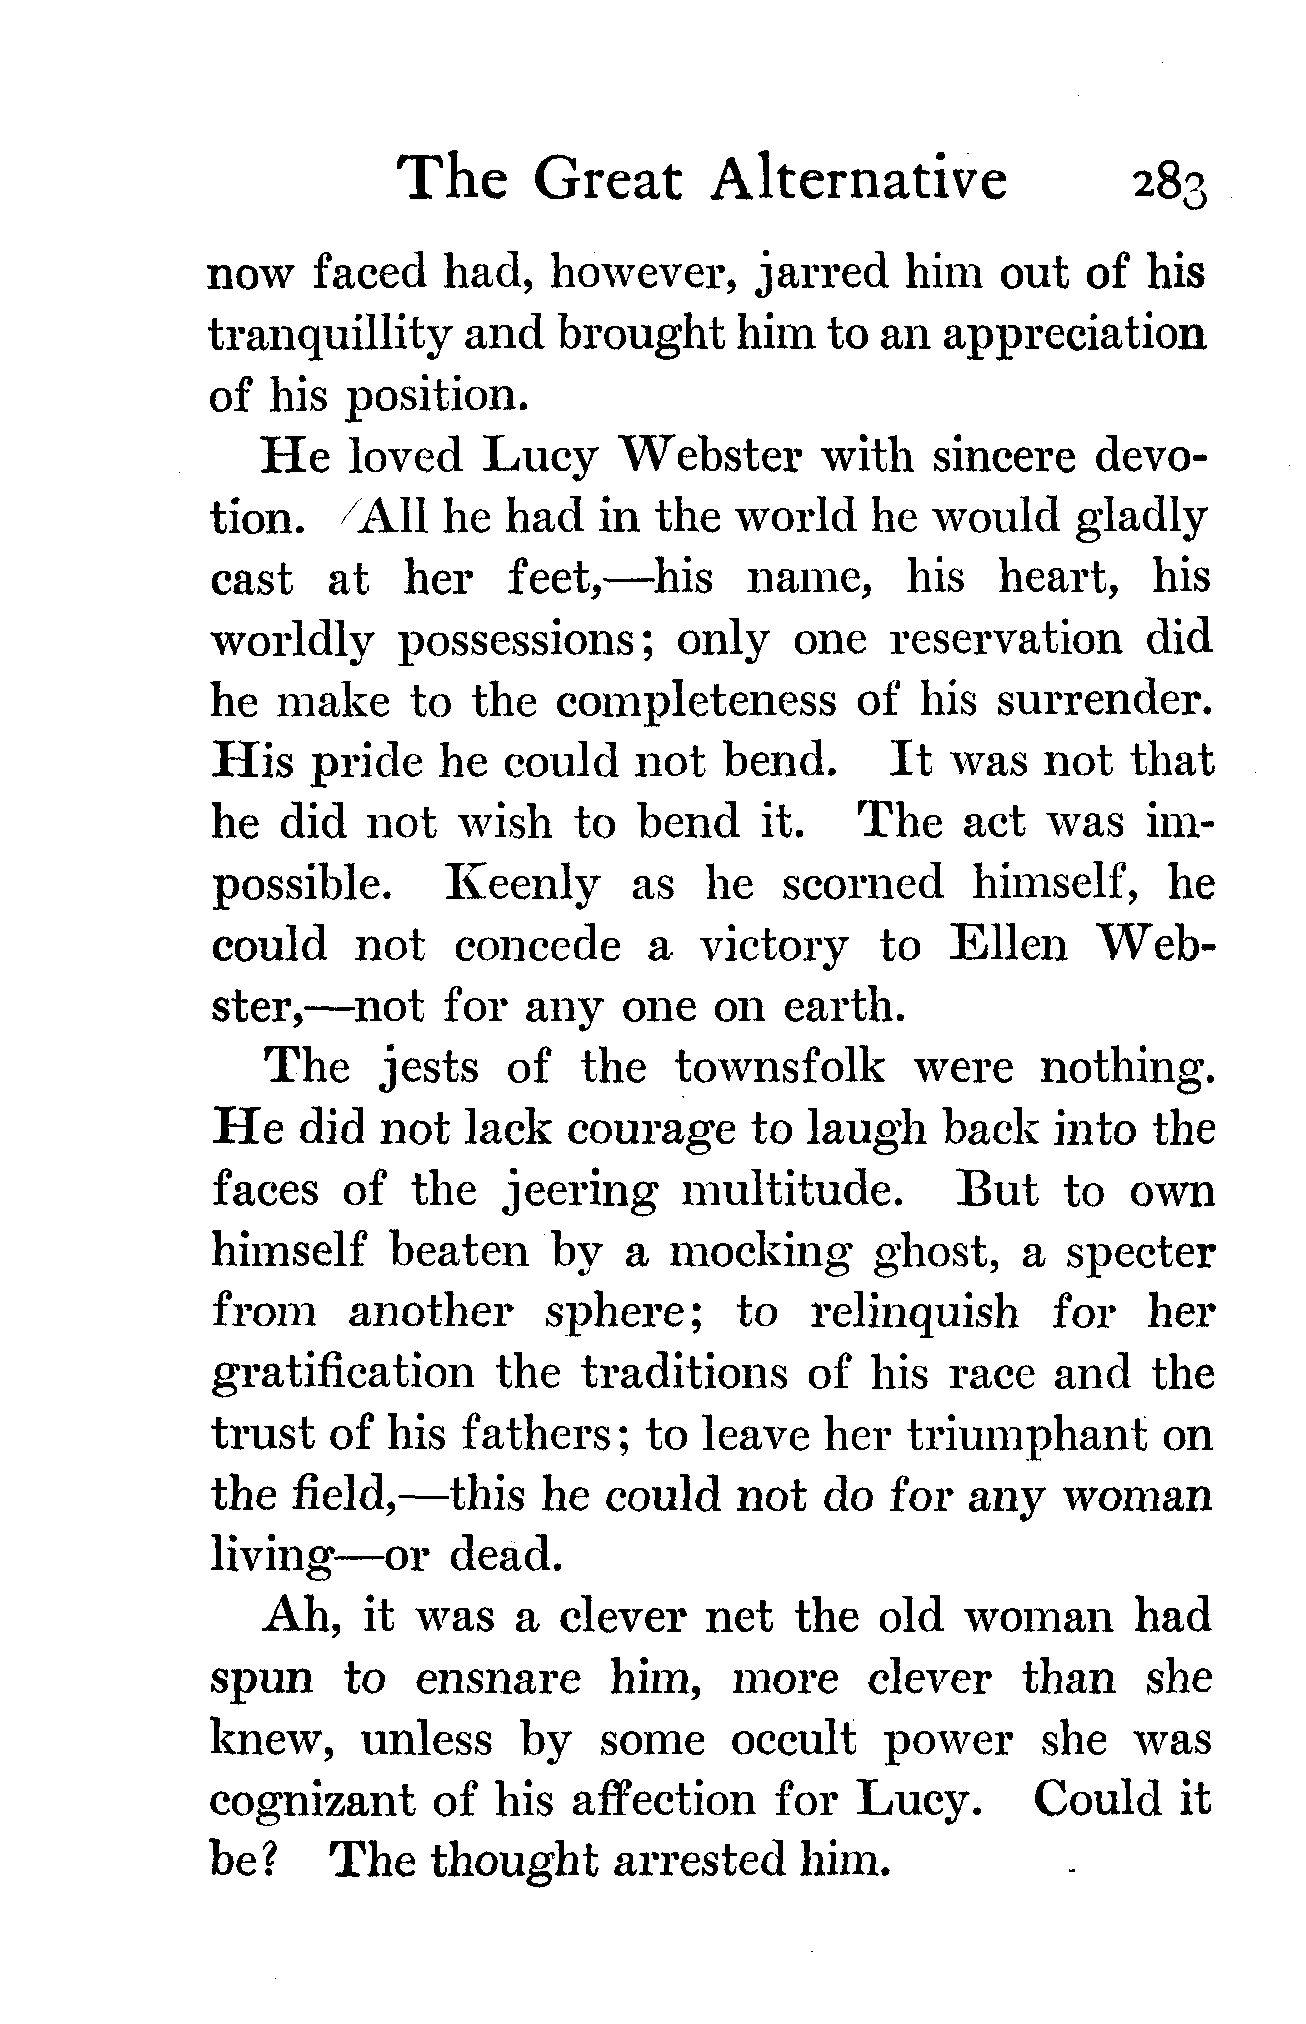 The Great Alternative 283
now faced had, however, jarred him out of his
tranquillity and brought him to an appreciation
of his position.
He loved Lucy Webster with sincere devo-
tion. All he had in the world he would gladly
cast at her feet,—his name, his heart, his
worldly possessions; only one reservation did
he make to the completeness of his surrender.
His pride he could not bend. It was not that
he did not wish to bend it. The act was im-
possible. Keenly as he scorned himself, he
could not concede a victory to Ellen Web-
ster,—not for any one on earth.
The jests of the townsfolk were nothing.
He did not lack courage to laugh back into the
faces of the jeering multitude. But to own
himself beaten by a mocking ghost, a specter
from another sphere; to relinquish for her
gratification the traditions of his race and the
trust of his fathers; to leave her triumphant on
the field,—this he could not do for any woman
living—or dead.
Ah, it was a clever net the old woman had
spun to ensnare him, more clever than she
knew, unless by some occult power she was
cognizant of his affection for Lucy. Could it
be? The thought arrested him.